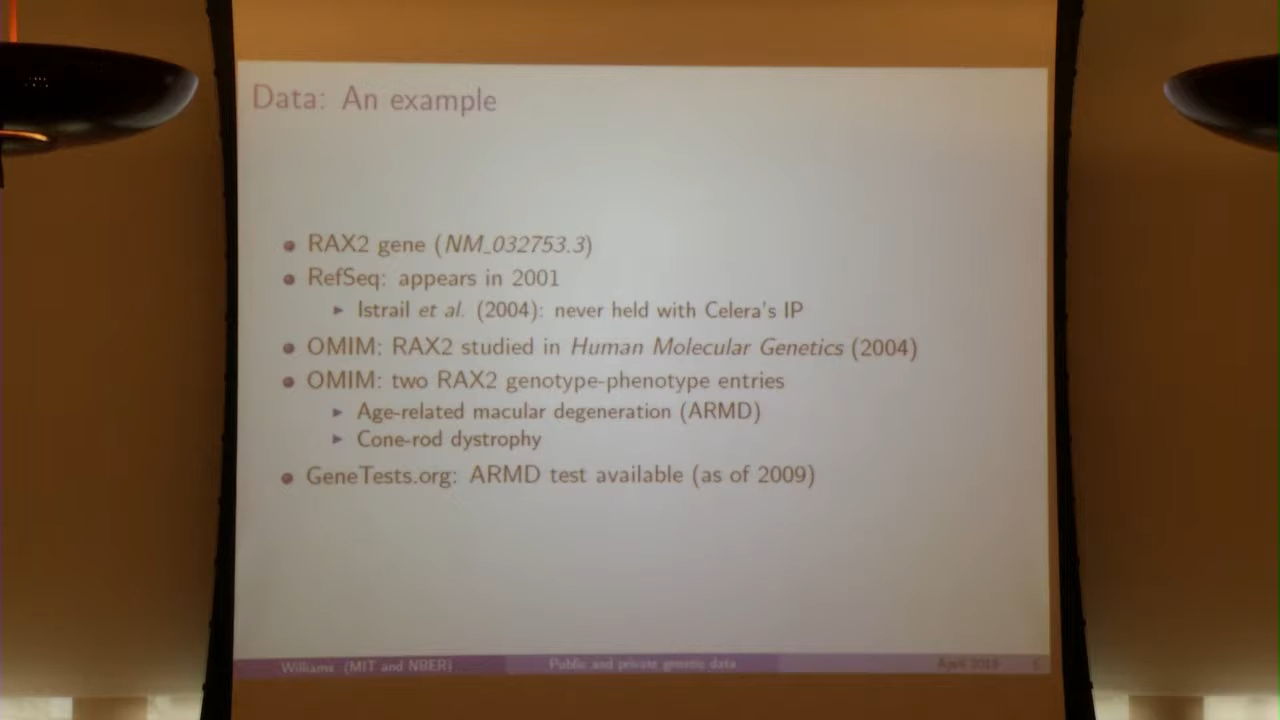 Data: An example
RAX2 gene (NM_032753.3)
RefSeq: appears in 2001
Istrail et al. (2004): never held with Celera's IP
OMIM: RAX2 studied in Human Molecular Genetics (2004)
OMIM: two RAX2 genotype-phenotype entries
Age-related macular degeneration (ARMD)
Cone-rod dystrophy
GeneTests.org: ARMD test available (as of 2009)
Williams (MIT and NBER)
Public and private genetic data
April